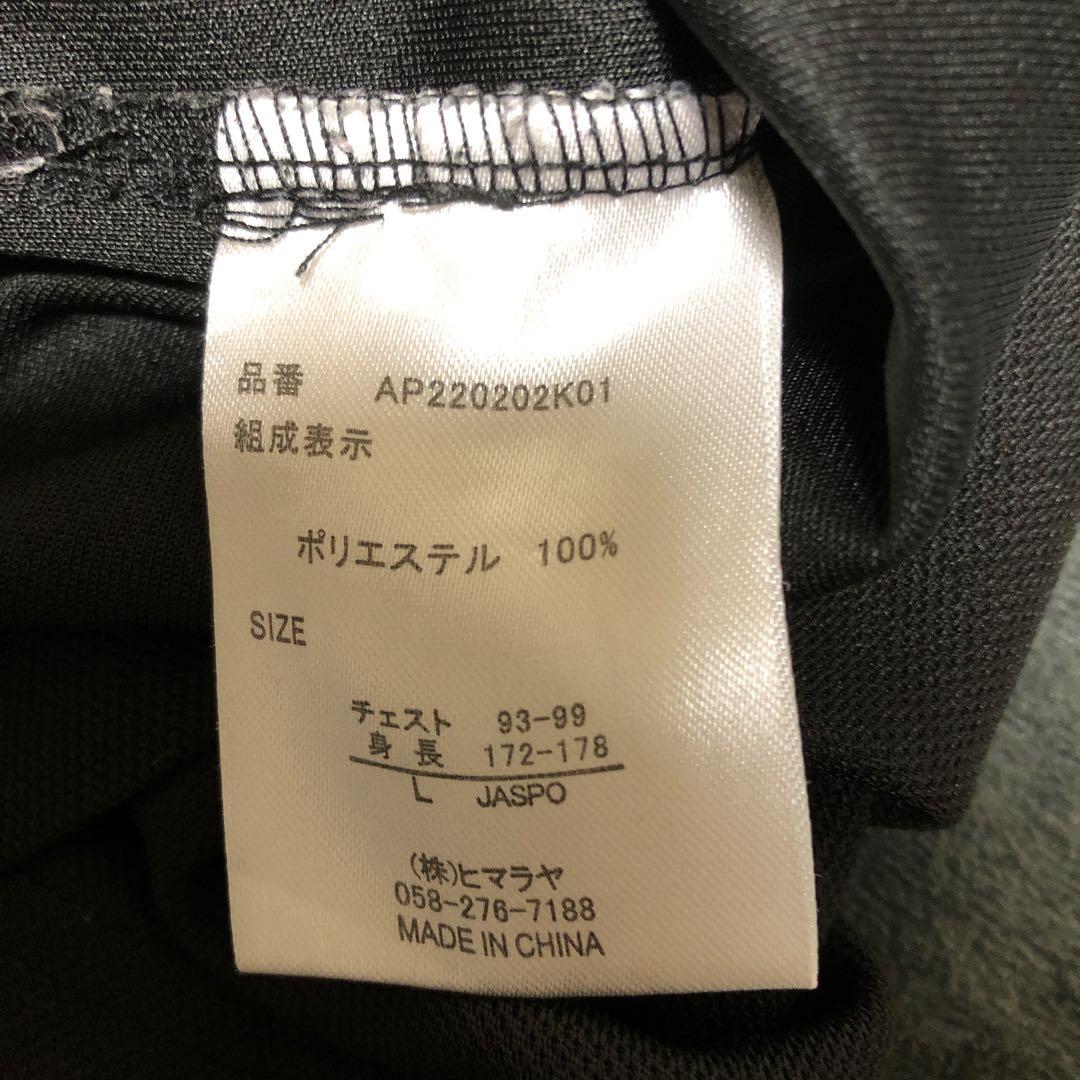 品番 AP220202K01
組成表示
ポリエステル 100%
SIZE
チェスト 93-99
身長 172-178
L JASPO
(株)ヒマラヤ
058-276-7188
MADE IN CHINA